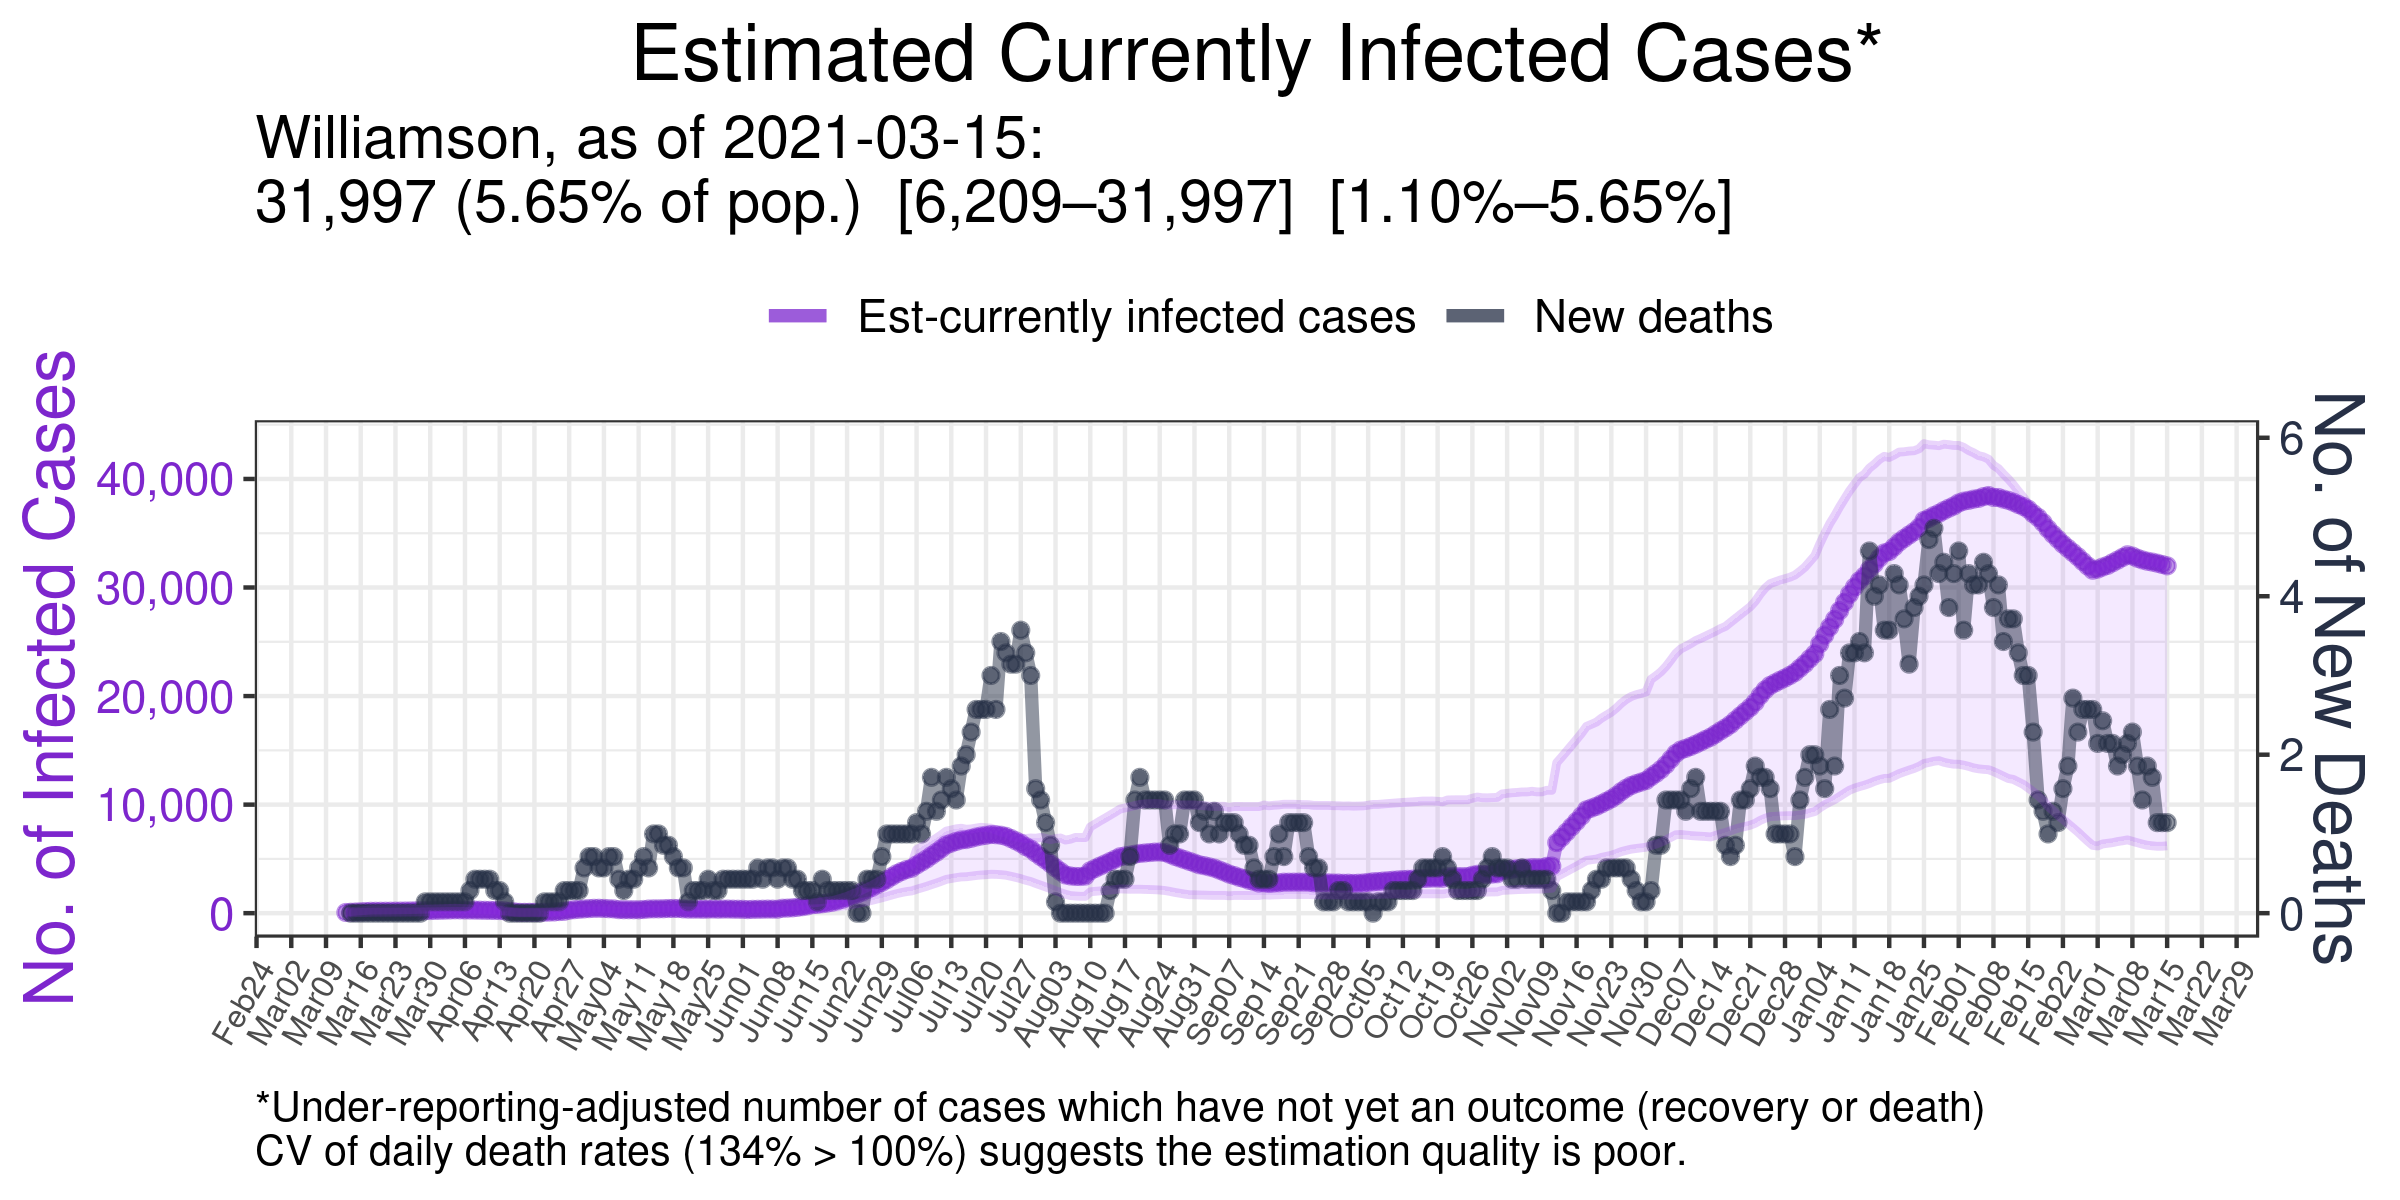 Estimated Currently Infected Cases*
Williamson, as of 2021-03-15:
31,997 (5.65% of pop.) [6,209–31,997] [1.10%–5.65%]
Est-currently infected cases
New deaths
No. of Infected Cases
40,000
30,000
20,000
10,000
0
6
4
2
0
No. of New Deaths
Feb24
Mar02
Mar09
Mar16
Mar23
Mar30
Apr06
Apr13
Apr20
Apr27
May04
May11
May18
May25
Jun01
Jun08
Jun15
Jun22
Jun29
Jul06
Jul13
Jul20
Jul27
Aug03
Aug10
Aug17
Aug24
Aug31
Sep07
Sep14
Sep21
Sep28
Oct05
Oct12
Oct19
Oct26
Nov02
Nov09
Nov16
Nov23
Nov30
Dec07
Dec14
Dec21
Dec28
Jan04
Jan11
Jan18
Jan25
Feb01
Feb08
Feb15
Feb22
Mar01
Mar08
Mar15
Mar22
Mar29
*Under-reporting-adjusted number of cases which have not yet an outcome (recovery or death)
CV of daily death rates (134% > 100%) suggests the estimation quality is poor.